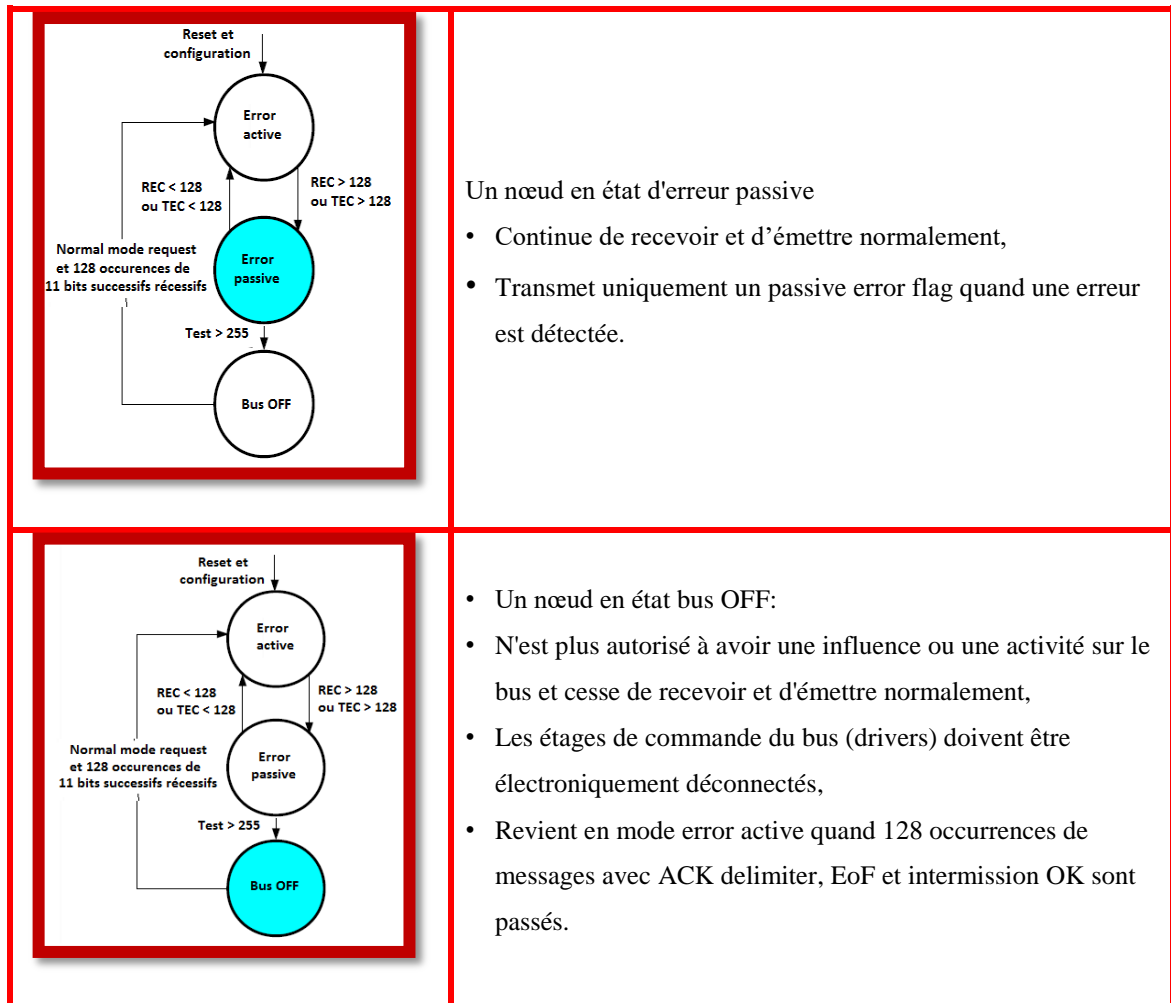 Reset et
configuration
Error
active
REC < 128
ou TEC < 128
REC > 128
ou TEC > 128
Normal mode request
et 128 occurences de
11 bits successifs récessifs
Error
passive
Test > 255
Bus OFF
Un nœud en état d'erreur passive
• Continue de recevoir et d’émettre normalement,
• Transmet uniquement un passive error flag quand une erreur
est détectée.
Reset et
configuration
Error
active
REC < 128
ou TEC < 128
REC > 128
ou TEC > 128
Normal mode request
et 128 occurences de
11 bits successifs récessifs
Error
passive
Test > 255
Bus OFF
• Un nœud en état bus OFF:
• N'est plus autorisé à avoir une influence ou une activité sur le
bus et cesse de recevoir et d'émettre normalement,
• Les étages de commande du bus (drivers) doivent être
électroniquement déconnectés,
• Revient en mode error active quand 128 occurrences de
messages avec ACK delimiter, EoF et intermission OK sont
passés.